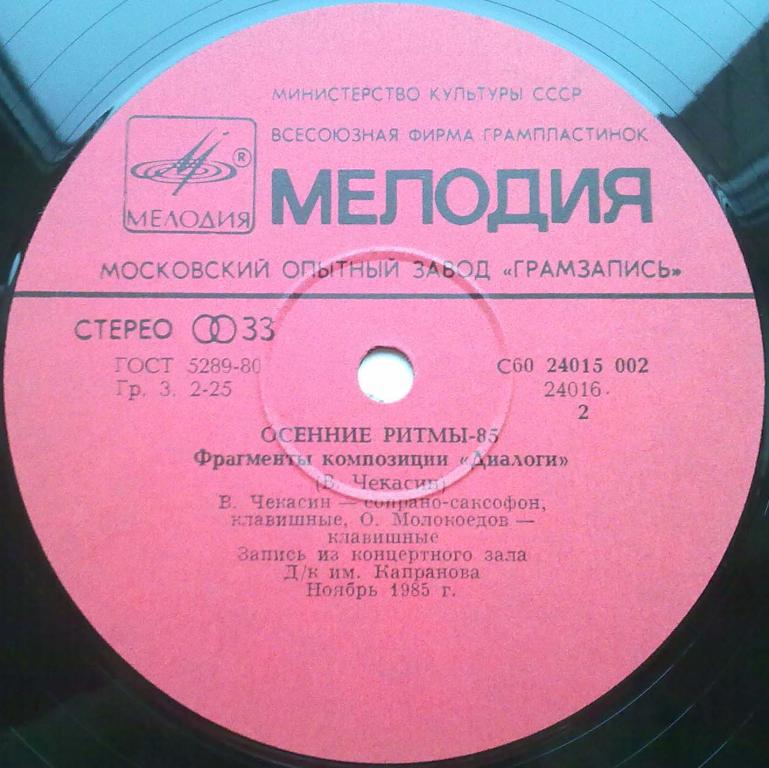 МИНИСТЕРСТВО КУЛЬТУРЫ СССР
ВСЕСОЮЗНАЯ ФИРМА ГРАМПЛАСТИНОК
® МЕЛОДИЯ
МЕЛОДИЯ
МОСКОВСКИЙ ОПЫТНЫЙ ЗАВОД «ГРАМЗАПИСЬ»
СТЕРЕО 33
ГОСТ 5289-80
Гр. 3. 2-25
С60 24015 002
24016
2
ОСЕННИЕ РИТМЫ-85
Фрагменты композиции «Диалоги»
(В. Чекасин)
В. Чекасин — сопрано-саксофон,
клавишные, О. Молокоедов —
клавишные
Запись из концертного зала
Д/к им. Капранова
Ноябрь 1985 г.